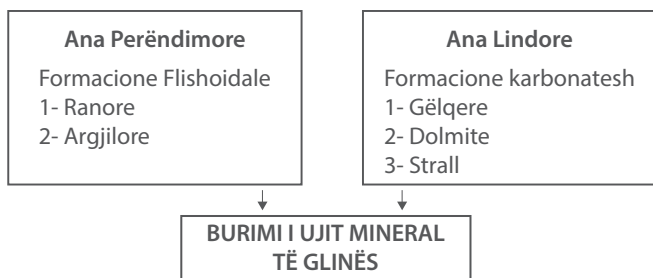 Ana Perëndimore
Formacione Flishoidale
1- Ranore
2- Argjilore
Ana Lindore
Formacione karbonatesh
1- Gëlqere
2- Dolmite
3- Strall
BURIMI I UJIT MINERAL
TË GLINËS